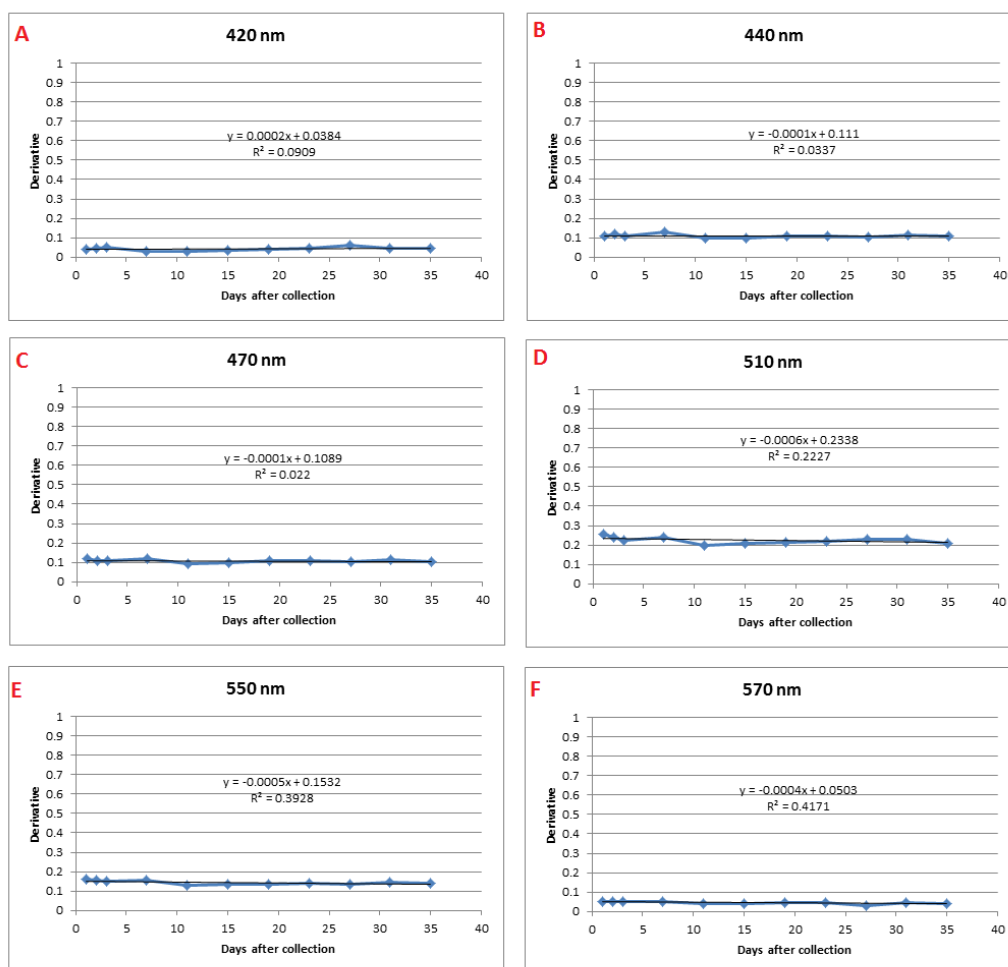 A
420 nm
Derivative
1
0.9
0.8
0.7
0.6
0.5
0.4
0.3
0.2
0.1
0
y = 0.0002x + 0.0384
R² = 0.0909
0 5 10 15 20 25 30 35 40
Days after collection
B
440 nm
Derivative
1
0.9
0.8
0.7
0.6
0.5
0.4
0.3
0.2
0.1
0
y = -0.0001x + 0.111
R² = 0.0337
0 5 10 15 20 25 30 35 40
Days after collection
C
470 nm
Derivative
1
0.9
0.8
0.7
0.6
0.5
0.4
0.3
0.2
0.1
0
y = -0.0001x + 0.1089
R² = 0.022
0 5 10 15 20 25 30 35 40
Days after collection
D
510 nm
Derivative
1
0.9
0.8
0.7
0.6
0.5
0.4
0.3
0.2
0.1
0
y = -0.0006x + 0.2338
R² = 0.2227
0 5 10 15 20 25 30 35 40
Days after collection
E
550 nm
Derivative
1
0.9
0.8
0.7
0.6
0.5
0.4
0.3
0.2
0.1
0
y = -0.0005x + 0.1532
R² = 0.3928
0 5 10 15 20 25 30 35 40
Days after collection
F
570 nm
Derivative
1
0.9
0.8
0.7
0.6
0.5
0.4
0.3
0.2
0.1
0
y = -0.0004x + 0.0503
R² = 0.4171
0 5 10 15 20 25 30 35 40
Days after collection